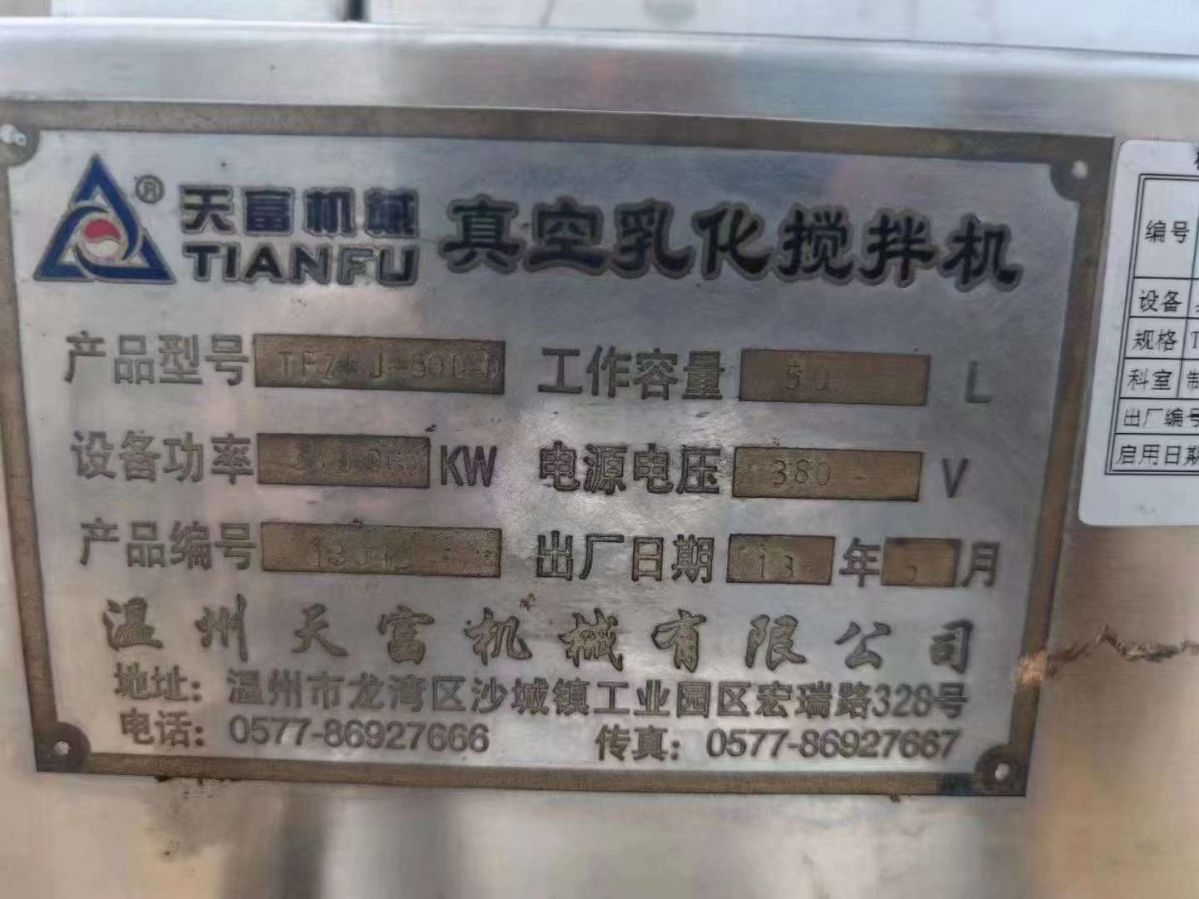 天富机械® 真空乳化搅拌机
TIANFU
产品型号 工作容量 50 L
设备功率 KW 电源电压 380 V
产品编号 出厂日期 13 年 5 月
温州天富机械有限公司
地址：温州市龙湾区沙城镇工业园区宏瑞路328号
电话：0577-86927666 传真：0577-86927667
编号
设备
规格 T
科室 制
出厂编号
启用日期